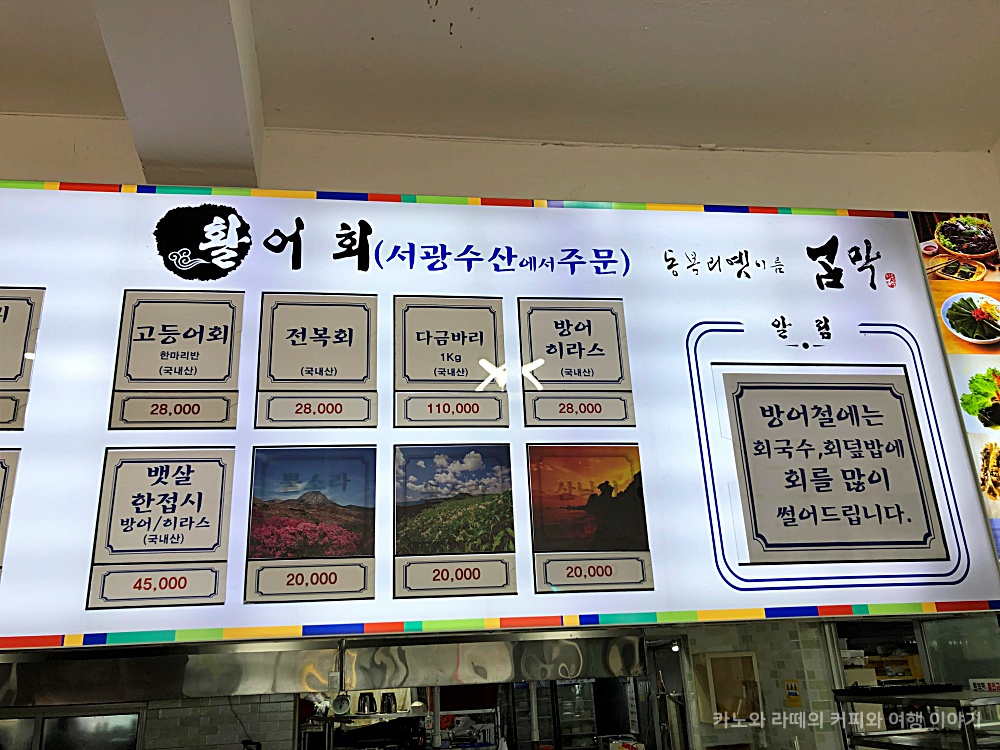 활어회(서광수산에서주문)
동복리옛이름 섬막
고등어회
한마리반
(국내산)
28,000
전복회
(국내산)
28,000
다금바리
1Kg
(국내산)
110,000
방어
히라스
(국내산)
28,000
뱃살
한접시
방어/히라스
(국내산)
45,000
뿔소라
20,000
20,000
20,000
알림
방어철에는
회국수,회덮밥에
회를 많이
썰어드립니다.
카노와 라떼의 커피와 여행 이야기